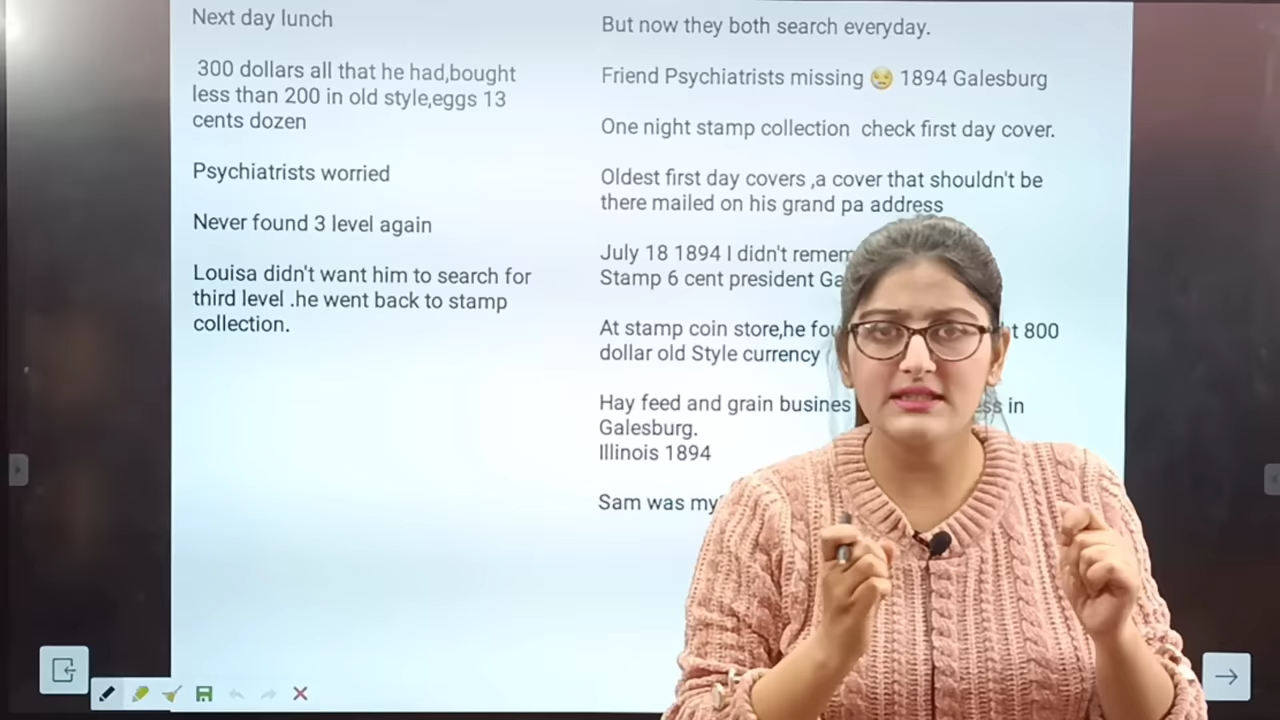 Next day lunch
300 dollars all that he had,bought
less than 200 in old style,eggs 13
cents dozen
Psychiatrists worried
Never found 3 level again
Louisa didn't want him to search for
third level .he went back to stamp
collection.
But now they both search everyday.
Friend Psychiatrists missing 😒 1894 Galesburg
One night stamp collection check first day cover.
Oldest first day covers ,a cover that shouldn't be
there mailed on his grand pa address
July 18 1894 I didn't
Stamp 6 cent president
At stamp coin store,he 800
dollar old Style currency
Hay feed and grain in
Galesburg.
Illinois 1894
Sam was my